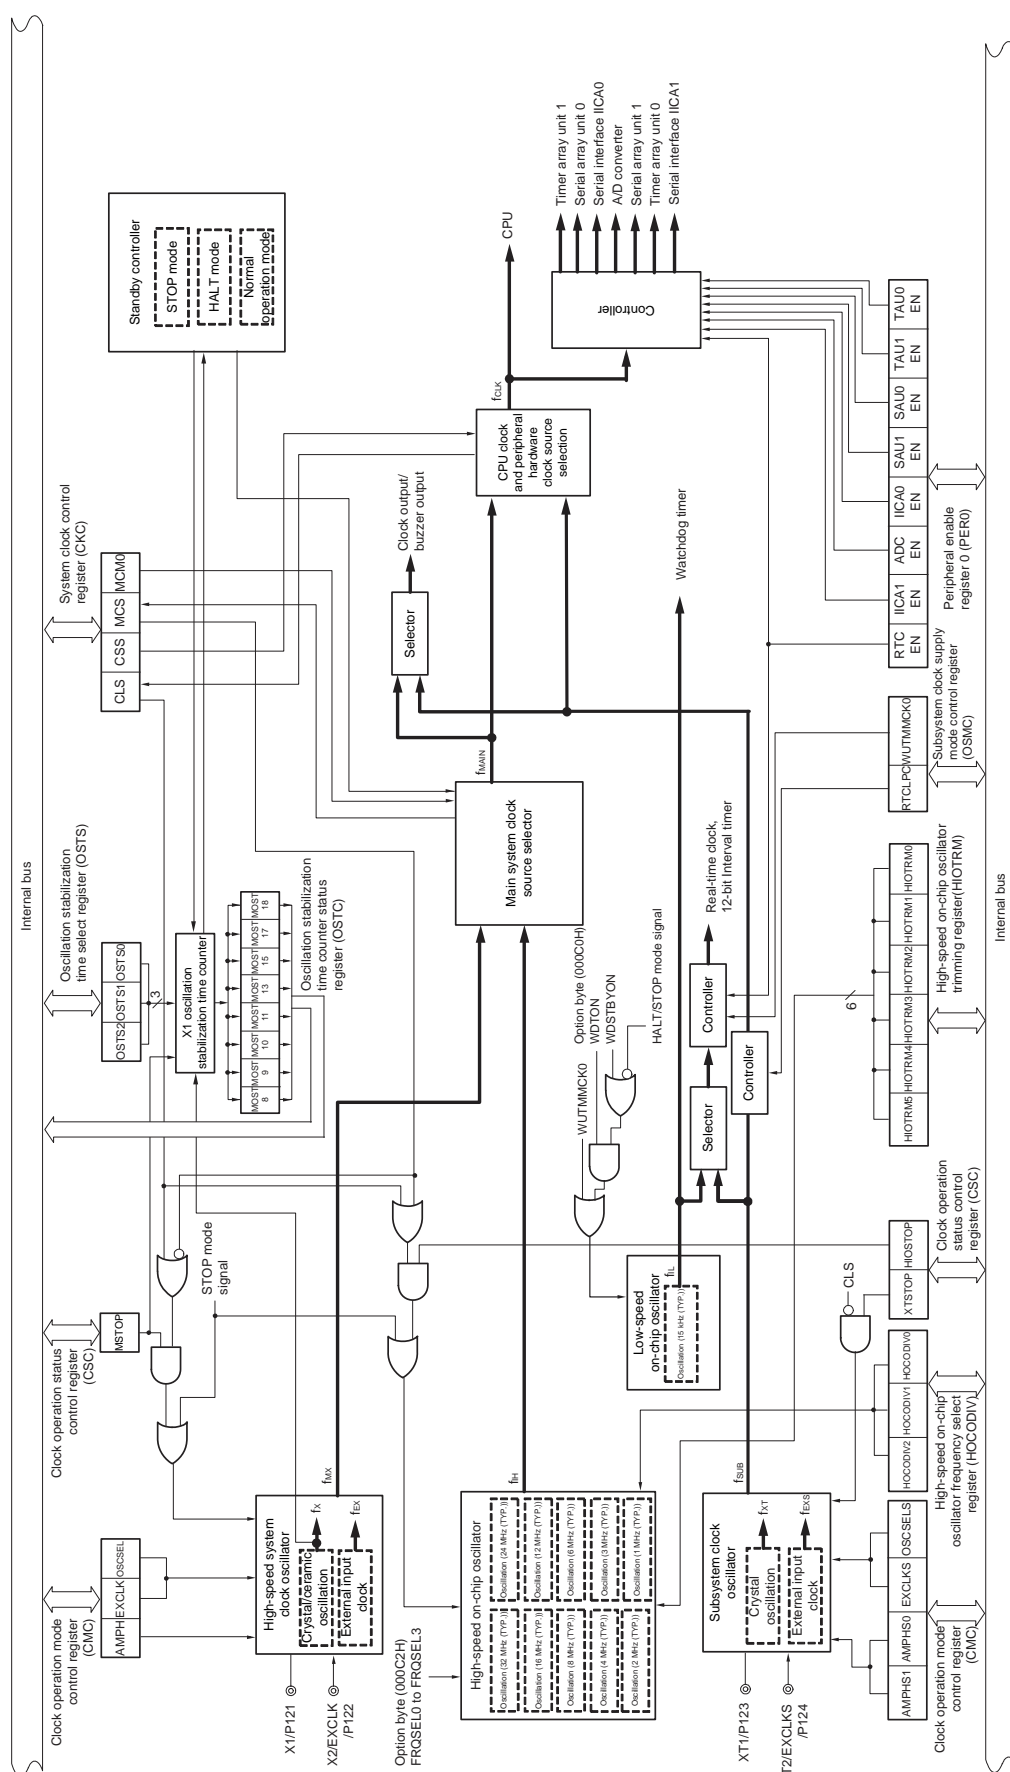 Internal bus
Clock operation mode
control register
(CMC)
AMPH
EXCLK
OSCSEL
Clock operation status
control register
(CSC)
MSTOP
Oscillation stabilization
time select register (OSTS)
OSTS2
OSTS1
OSTS0
3
System clock control
register (CKC)
CLS
CSS
MCS
MCM0
Standby controller
STOP mode
HALT mode
Normal
operation mode
X1 oscillation
stabilization time counter
MOST
8
MOST
9
MOST
10
MOST
11
MOST
13
MOST
15
MOST
17
MOST
18
Oscillation stabilization
time counter status
register (OSTC)
STOP mode
signal
X1/P121
X2/EXCLK
/P122
High-speed system
clock oscillator
Crystal/ceramic
oscillation
fX
External input
clock
fEX
fMX
Main system clock
source selector
fMAIN
Selector
Clock output/
buzzer output
CPU clock
and peripheral
hardware
clock source
selection
fCLK
CPU
Controller
Timer array unit 1
Serial array unit 0
Serial interface IICA0
A/D converter
Serial array unit 1
Timer array unit 0
Serial interface IICA1
Option byte (000C2H)
FRQSEL0 to FRQSEL3
High-speed on-chip oscillator
Oscillation (32 MHz (TYP.))
Oscillation (24 MHz (TYP.))
Oscillation (16 MHz (TYP.))
Oscillation (12 MHz (TYP.))
Oscillation (8 MHz (TYP.))
Oscillation (6 MHz (TYP.))
Oscillation (4 MHz (TYP.))
Oscillation (3 MHz (TYP.))
Oscillation (2 MHz (TYP.))
Oscillation (1 MHz (TYP.))
fIH
WUTMMCK0
Option byte (000C0H)
WDTON
WDSTBYON
HALT/STOP mode signal
Low-speed
on-chip oscillator
Oscillation (15 kHz (TYP.))
fIL
Watchdog timer
Selector
Controller
Real-time clock,
12-bit Interval timer
Controller
XT1/P123
T2/EXCLKS
/P124
Subsystem clock
oscillator
Crystal
oscillation
fXT
External input
clock
fEXS
fSUB
CLS
6
AMPHS1
AMPHS0
EXCLKS
OSCSELS
Clock operation mode
control register
(CMC)
HOCODIV2
HOCODIV1
HOCODIV0
High-speed on-chip
oscillator frequency select
register (HOCODIV)
XTSTOP
HIOSTOP
Clock operation
status control
register (CSC)
HIOTRM5
HIOTRM4
HIOTRM3
HIOTRM2
HIOTRM1
HIOTRM0
High-speed on-chip oscillator
trimming register(HIOTRM)
RTCLPC
WUTMMCK0
Subsystem clock supply
mode control register
(OSMC)
RTC
EN
IICA1
EN
ADC
EN
IICA0
EN
SAU1
EN
SAU0
EN
TAU1
EN
TAU0
EN
Peripheral enable
register 0 (PER0)
Internal bus